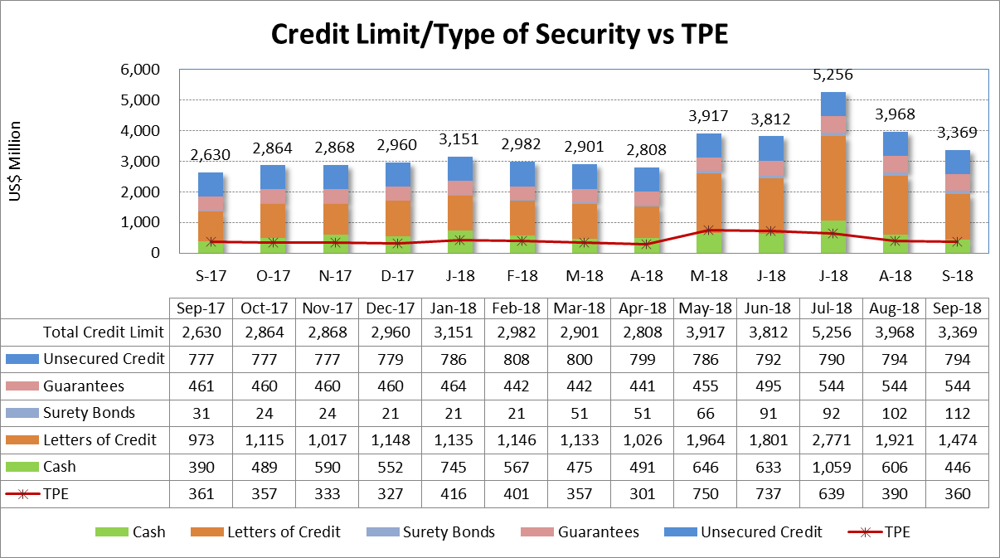 Credit Limit/Type of Security vs TPE
US$ Million
6,000
5,000
4,000
3,000
2,000
1,000
0
2,630 2,864 2,868 2,960 3,151 2,982 2,901 2,808 3,917 3,812 5,256 3,968 3,369
S-17 O-17 N-17 D-17 J-18 F-18 M-18 A-18 M-18 J-18 J-18 A-18 S-18
Sep-17 Oct-17 Nov-17 Dec-17 Jan-18 Feb-18 Mar-18 Apr-18 May-18 Jun-18 Jul-18 Aug-18 Sep-18
Total Credit Limit 2,630 2,864 2,868 2,960 3,151 2,982 2,901 2,808 3,917 3,812 5,256 3,968 3,369
Unsecured Credit 777 777 777 779 786 808 800 799 786 792 790 794 794
Guarantees 461 460 460 460 464 442 442 441 455 495 544 544 544
Surety Bonds 31 24 24 21 21 21 51 51 66 91 92 102 112
Letters of Credit 973 1,115 1,017 1,148 1,135 1,146 1,133 1,026 1,964 1,801 2,771 1,921 1,474
Cash 390 489 590 552 745 567 475 491 646 633 1,059 606 446
TPE 361 357 333 327 416 401 357 301 750 737 639 390 360
Cash Letters of Credit Surety Bonds Guarantees Unsecured Credit TPE